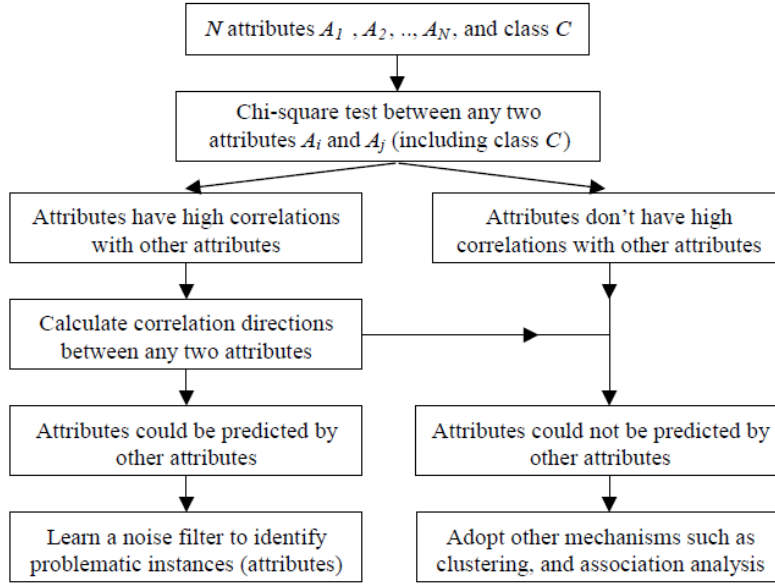 N attributes A1 , A2, .., AN, and class C
Chi-square test between any two
attributes Ai and Aj (including class C)
Attributes have high correlations
with other attributes
Attributes don’t have high
correlations with other attributes
Calculate correlation directions
between any two attributes
Attributes could be predicted by
other attributes
Attributes could not be predicted by
other attributes
Learn a noise filter to identify
problematic instances (attributes)
Adopt other mechanisms such as
clustering, and association analysis